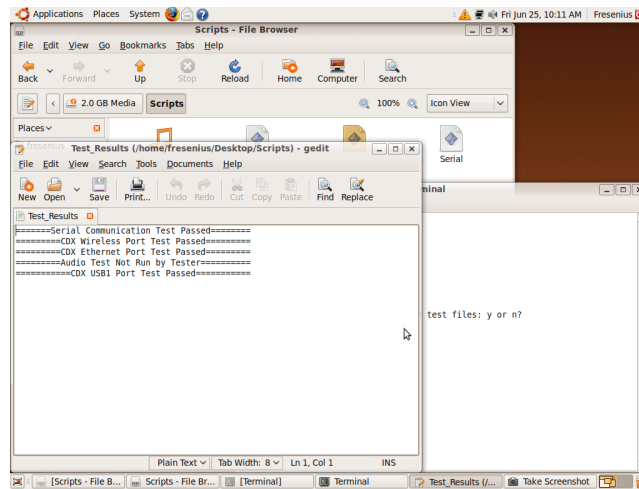 Applications Places System Fri Jun 25, 10:11 AM Fresenius
Scripts - File Browser
File Edit View Go Bookmarks Tabs Help
Back Forward Up Stop Reload Home Computer Search
2.0 GB Media Scripts 100% Icon View
Places
fresenius
Serial
Test_Results (/home/fresenius/Desktop/Scripts) - gedit
File Edit View Search Tools Documents Help
minal
New Open Save Print... Undo Redo Cut Copy Paste Find Replace
Test_Results
=======Serial Communication Test Passed========
=========CDX Wireless Port Test Passed=========
=========CDX Ethernet Port Test Passed=========
=========Audio Test Not Run by Tester==========
===========CDX USB1 Port Test Passed===========
test files: y or n?
Plain Text Tab Width: 8 Ln 1, Col 1 INS
[Scripts - File B... Scripts - File Br... [Terminal] Terminal Test_Results (/... Take Screenshot